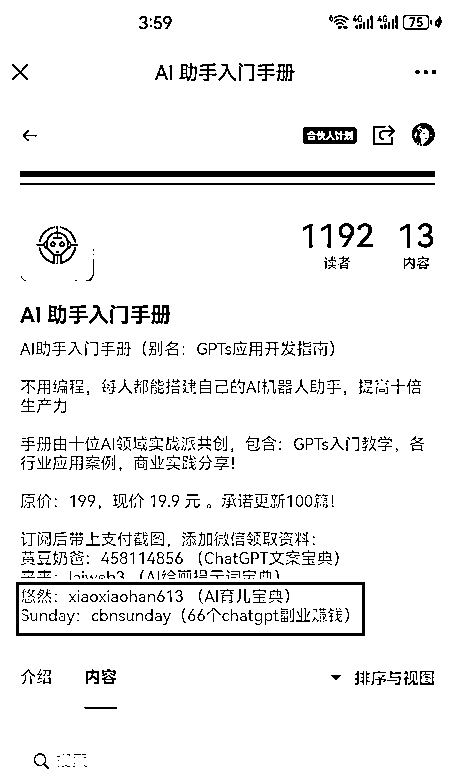 3:59
4G 4G 75
AI 助手入门手册
合伙人计划
1192 13
读者 内容
AI 助手入门手册
AI助手入门手册（别名：GPTs应用开发指南）
不用编程，每人都能搭建自己的AI机器人助手，提高十倍
生产力
手册由十位AI领域实战派共创，包含：GPTs入门教学，各
行业应用案例，商业实践分享！
原价：199，现价 19.9 元 。承诺更新100篇！
订阅后带上支付截图，添加微信领取资料：
黄豆奶爸：458114856 （ChatGPT文案宝典）
（AI绘画提示词宝典）
悠然：xiaoxiaohan613 （AI育儿宝典）
Sunday：cbnsunday（66个chatgpt副业赚钱）
介绍 内容 排序与视图